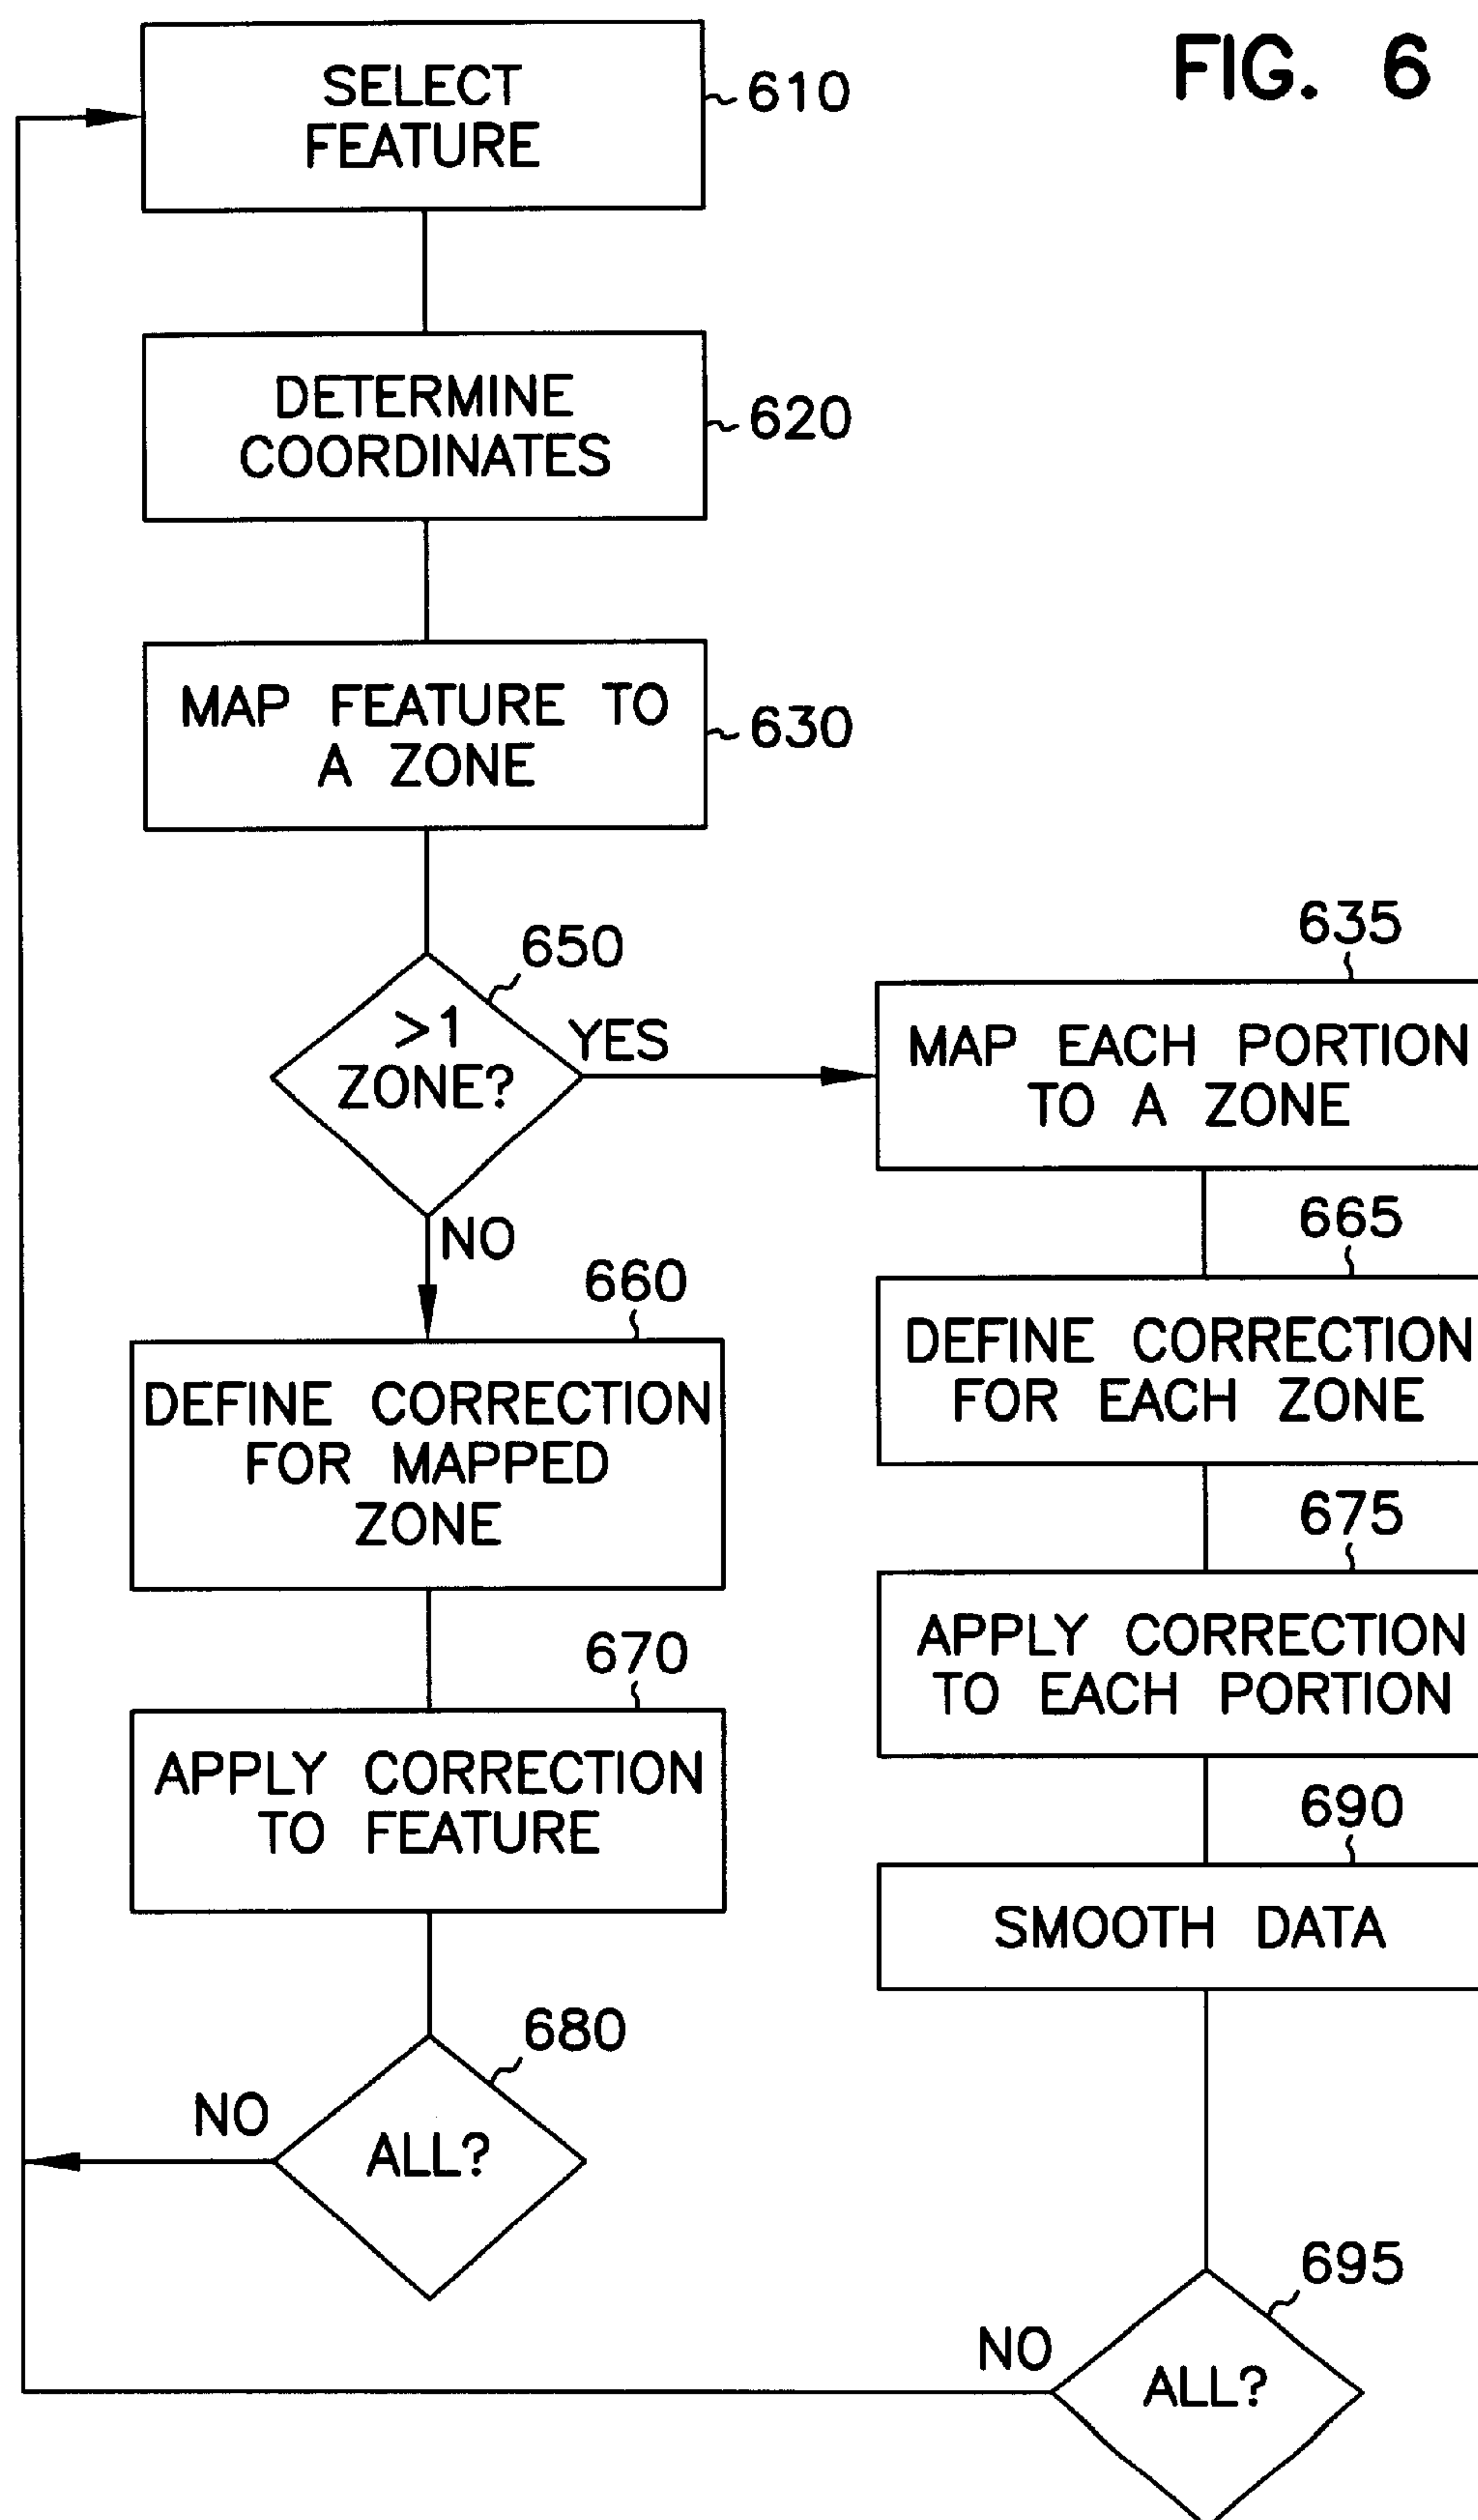 FIG. 6
SELECT
FEATURE
610
DETERMINE
COORDINATES
620
MAP FEATURE TO
A ZONE
630
650
>1
ZONE?
YES
NO
635
MAP EACH PORTION
TO A ZONE
665
DEFINE CORRECTION
FOR EACH ZONE
660
DEFINE CORRECTION
FOR MAPPED
ZONE
675
APPLY CORRECTION
TO EACH PORTION
670
APPLY CORRECTION
TO FEATURE
690
SMOOTH DATA
680
NO
ALL?
695
NO
ALL?